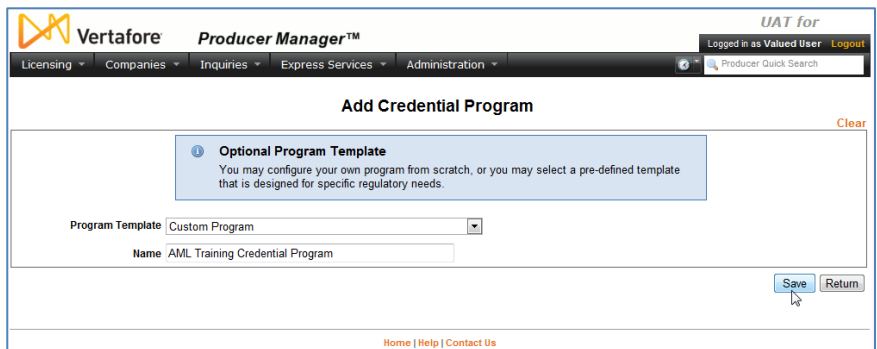 UAT for
Vertafore Producer Manager™
Logged in as Valued User Logout
Licensing Companies Inquiries Express Services Administration Producer Quick Search
Add Credential Program
Clear
Optional Program Template
You may configure your own program from scratch, or you may select a pre-defined template
that is designed for specific regulatory needs.
Program Template Custom Program
Name AML Training Credential Program
Save Return
Home | Help | Contact Us